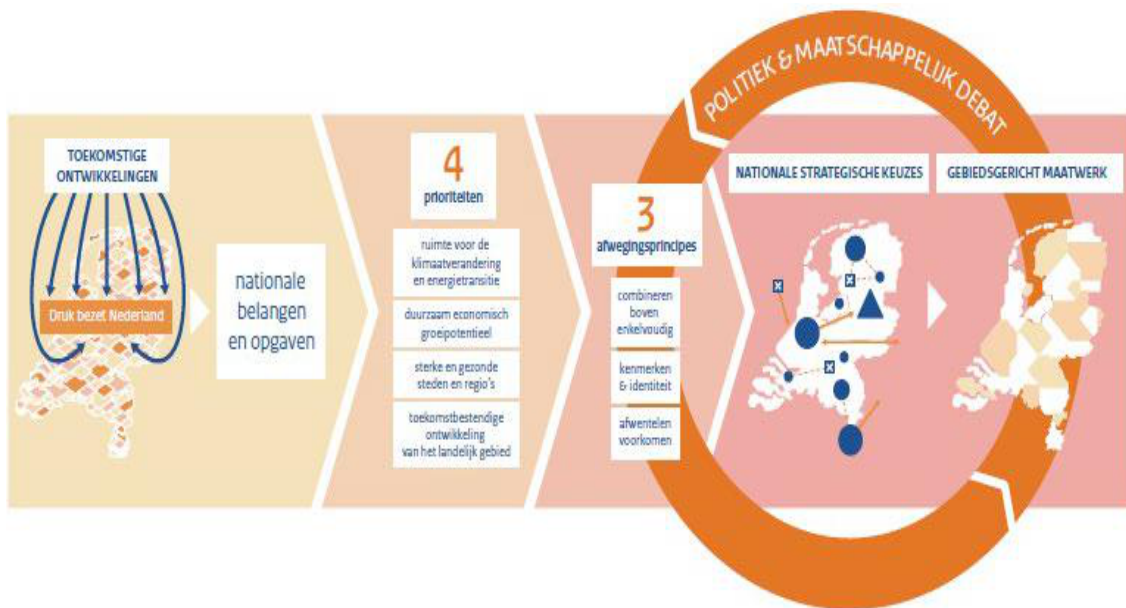 POLITIEK & MAATSCHAPPELIJK DEBAT
TOEKOMSTIGE
ONTWIKKELINGEN
Druk bezet Nederland
nationale
belangen
en opgaven
4
prioriteiten
ruimte voor de
klimaatverandering
en energietransitie
duurzaam economisch
groeipotentieel
sterke en gezonde
steden en regio's
toekomstbestendige
ontwikkeling
van het landelijk gebied
3
afwegingsprincipes
combineren
boven
enkelvoudig
kenmerken
& identiteit
afwentelen
voorkomen
NATIONALE STRATEGISCHE KEUZES
GEBIEDSGERICHT MAATWERK